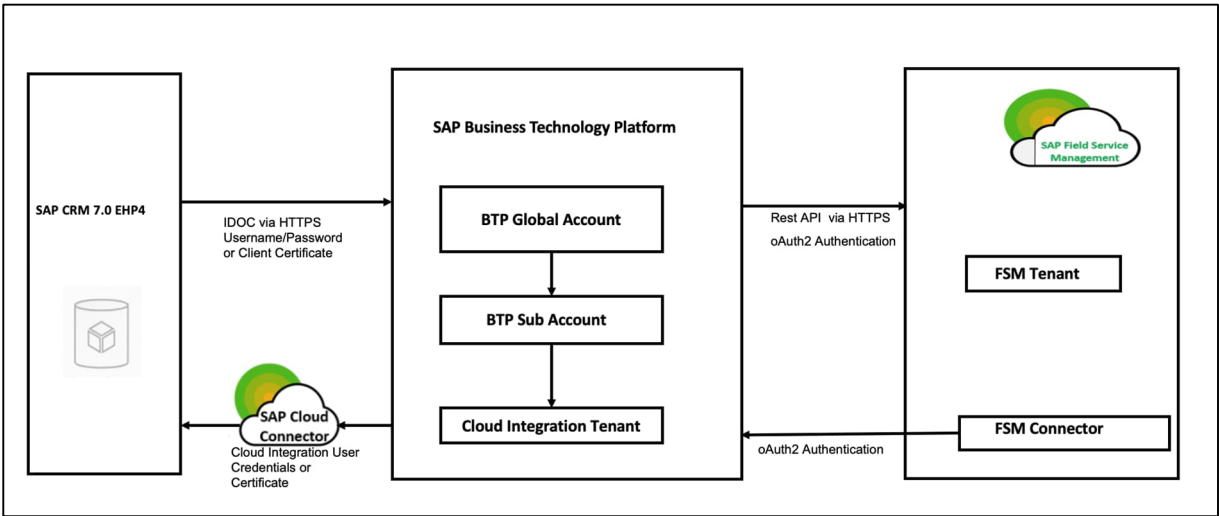 SAP CRM 7.0 EHP4
IDOC via HTTPS
Username/Password
or Client Certificate
SAP Cloud
Connector
Cloud Integration User
Credentials or
Certificate
SAP Business Technology Platform
BTP Global Account
BTP Sub Account
Cloud Integration Tenant
Rest API via HTTPS
oAuth2 Authentication
oAuth2 Authentication
SAP Field Service
Management
FSM Tenant
FSM Connector